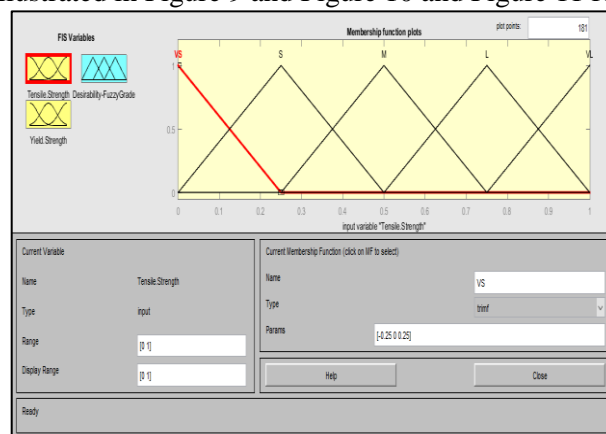 llustrated in Figure 9 and Figure 10 and Figure 11 r
FIS Variables
Membership function plots
plot points:
181
VS
S
M
L
VL
Tensile.Strength
Desirability-FuzzyGrade
Yield.Strength
1
0.5
0
0
0.1
0.2
0.3
0.4
0.5
0.6
0.7
0.8
0.9
1
input variable "Tensile.Strength"
Current Variable
Current Membership Function (click on MF to select)
Name
Tensile.Strength
Name
VS
Type
input
Type
trimf
Params
[-0.25 0 0.25]
Range
[0 1]
Display Range
[0 1]
Help
Close
Ready